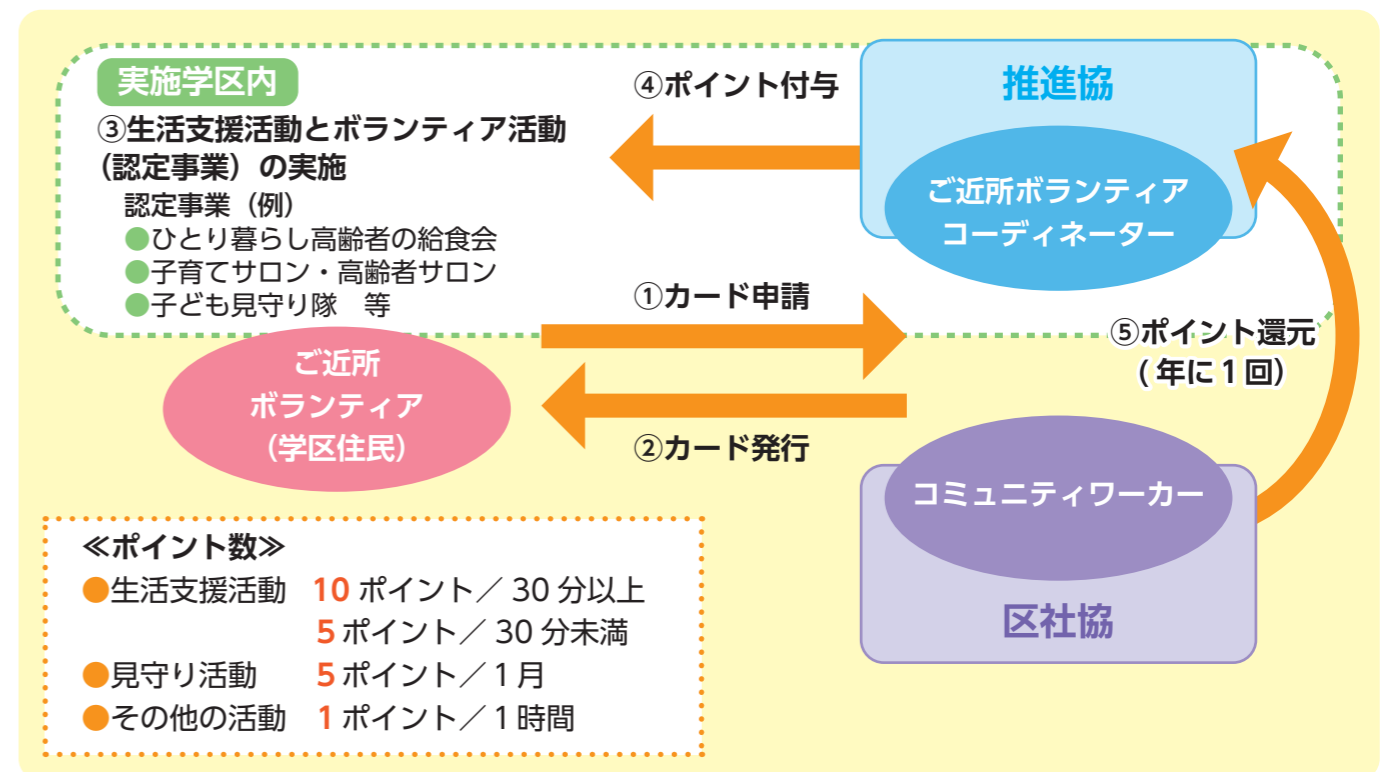 実施学区内
③生活支援活動とボランティア活動
（認定事業）の実施
認定事業（例）
●ひとり暮らし高齢者の給食会
●子育てサロン・高齢者サロン
●子ども見守り隊　等
④ポイント付与
推進協
ご近所ボランティア
コーディネーター
①カード申請
⑤ポイント還元
（年に１回）
ご近所
ボランティア
（学区住民）
②カード発行
コミュニティワーカー
区社協
≪ポイント数≫
●生活支援活動　10 ポイント／ 30 分以上
5 ポイント／ 30 分未満
●見守り活動　5 ポイント／１月
●その他の活動　1 ポイント／１時間